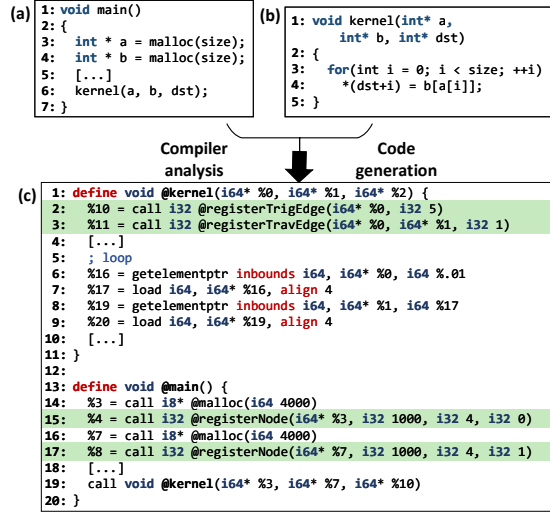 (a)
1: void main()
2: {
3: int * a = malloc(size);
4: int * b = malloc(size);
5: [...]
6: kernel(a, b, dst);
7: }
(b)
1: void kernel(int* a,
int* b, int* dst)
2: {
3: for(int i = 0; i < size; ++i)
4: *(dst+i) = b[a[i]];
5: }
Compiler analysis
Code generation
(c)
1: define void @kernel(i64* %0, i64* %1, i64* %2) {
2: %10 = call i32 @registerTrigEdge(i64* %0, i32 5)
3: %11 = call i32 @registerTravEdge(i64* %0, i64* %1, i32 1)
4: [...]
5: ; loop
6: %16 = getelementptr inbounds i64, i64* %0, i64 %.01
7: %17 = load i64, i64* %16, align 4
8: %19 = getelementptr inbounds i64, i64* %1, i64 %17
9: %20 = load i64, i64* %19, align 4
10: [...]
11: }
12:
13: define void @main() {
14: %3 = call i8* @malloc(i64 4000)
15: %4 = call i32 @registerNode(i64* %3, i32 1000, i32 4, i32 0)
16: %7 = call i8* @malloc(i64 4000)
17: %8 = call i32 @registerNode(i64* %7, i32 1000, i32 4, i32 1)
18: [...]
19: call void @kernel(i64* %3, i64* %7, i64* %10)
20: }